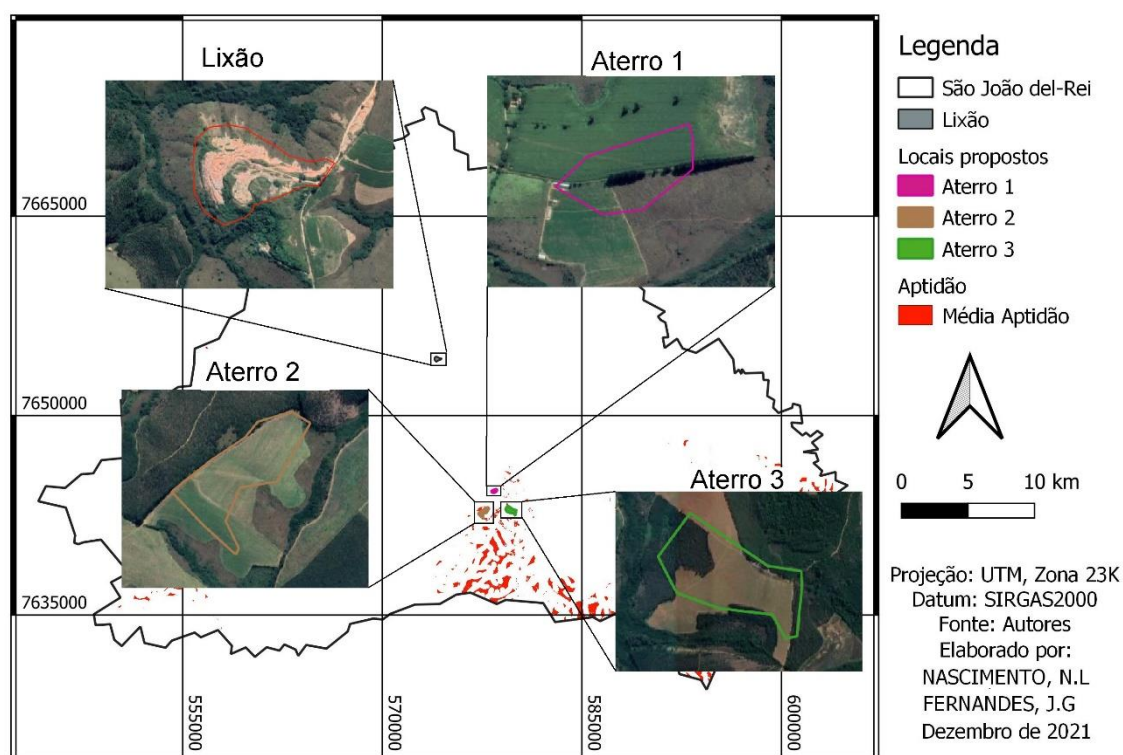 Lixão
Aterro 1
Aterro 2
Aterro 3
7665000
7650000
7635000
555000
570000
585000
600000
Legenda
São João del-Rei
Lixão
Locais propostos
Aterro 1
Aterro 2
Aterro 3
Aptidão
Média Aptidão
0 5 10 km
Projeção: UTM, Zona 23K
Datum: SIRGAS2000
Fonte: Autores
Elaborado por:
NASCIMENTO, N.L
FERNANDES, J.G
Dezembro de 2021